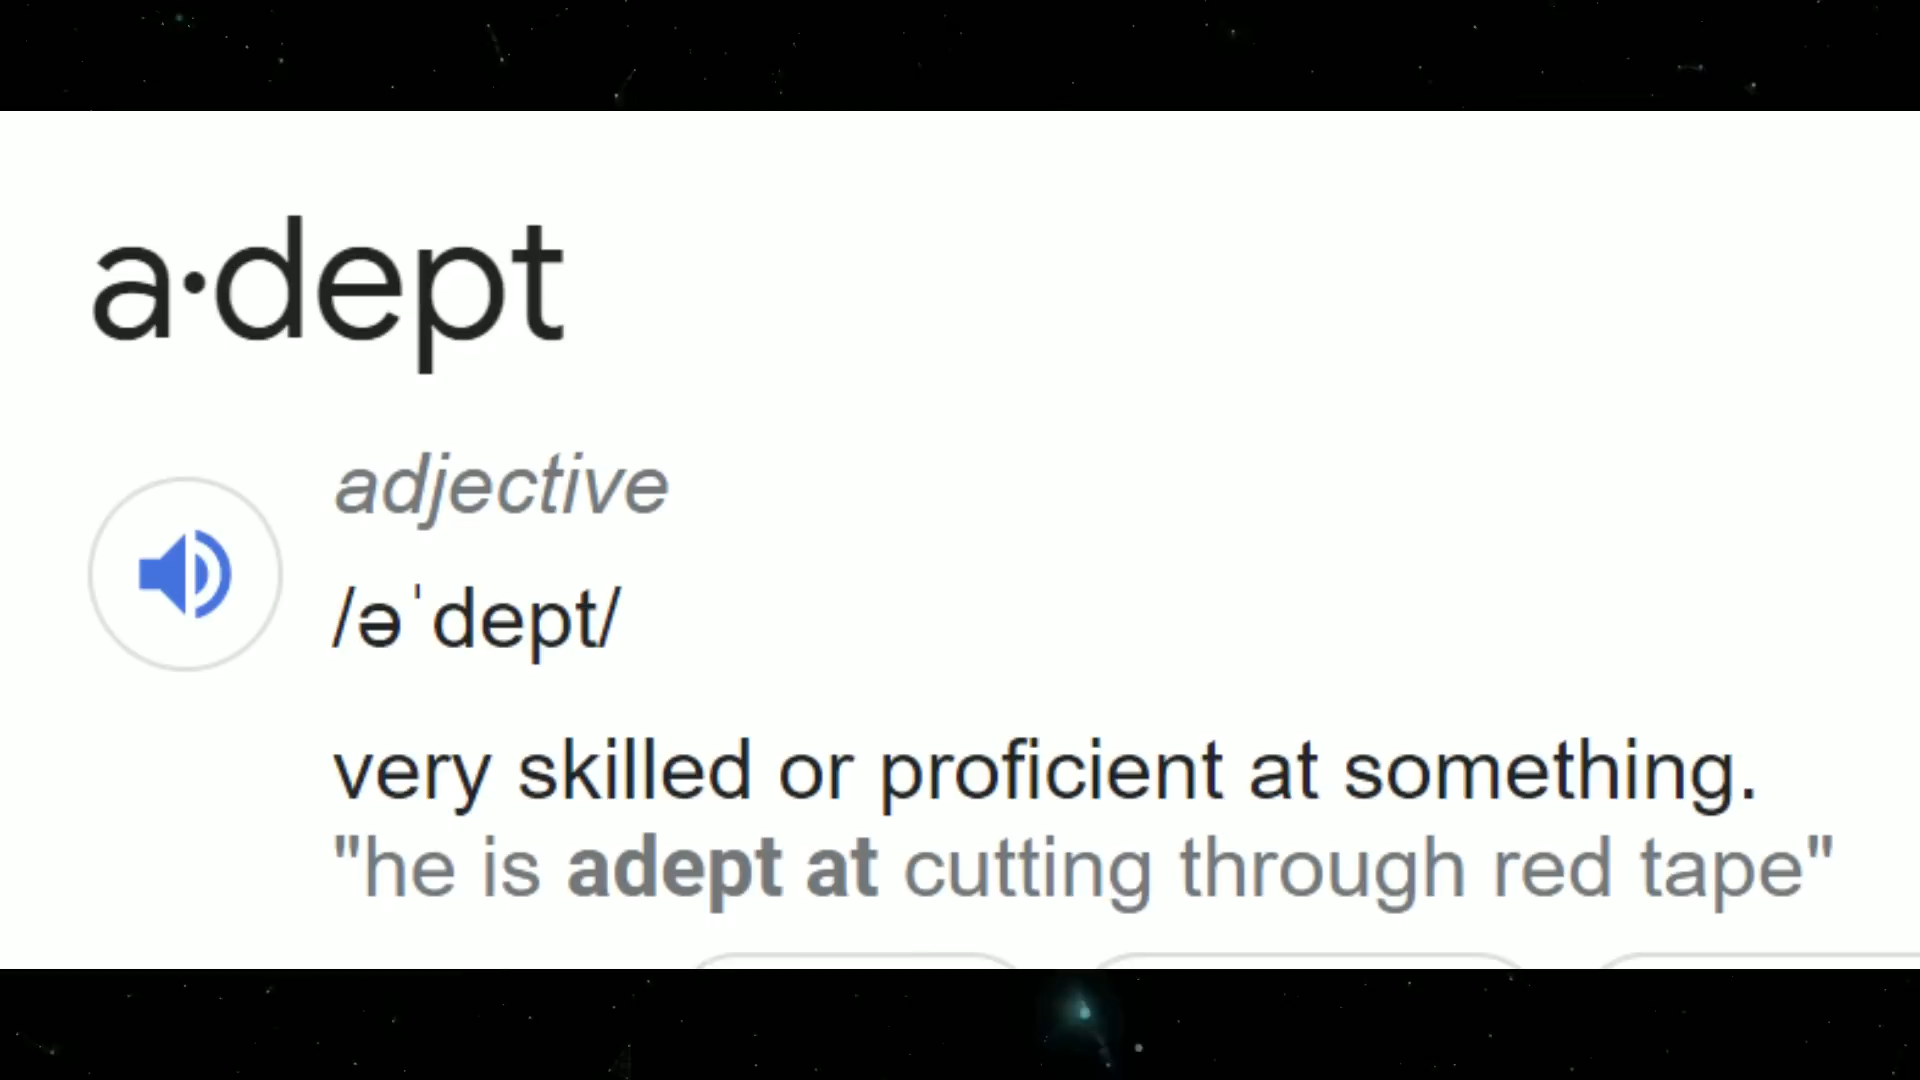 a·dept
adjective
/əˈdept/
very skilled or proficient at something.
"he is adept at cutting through red tape"